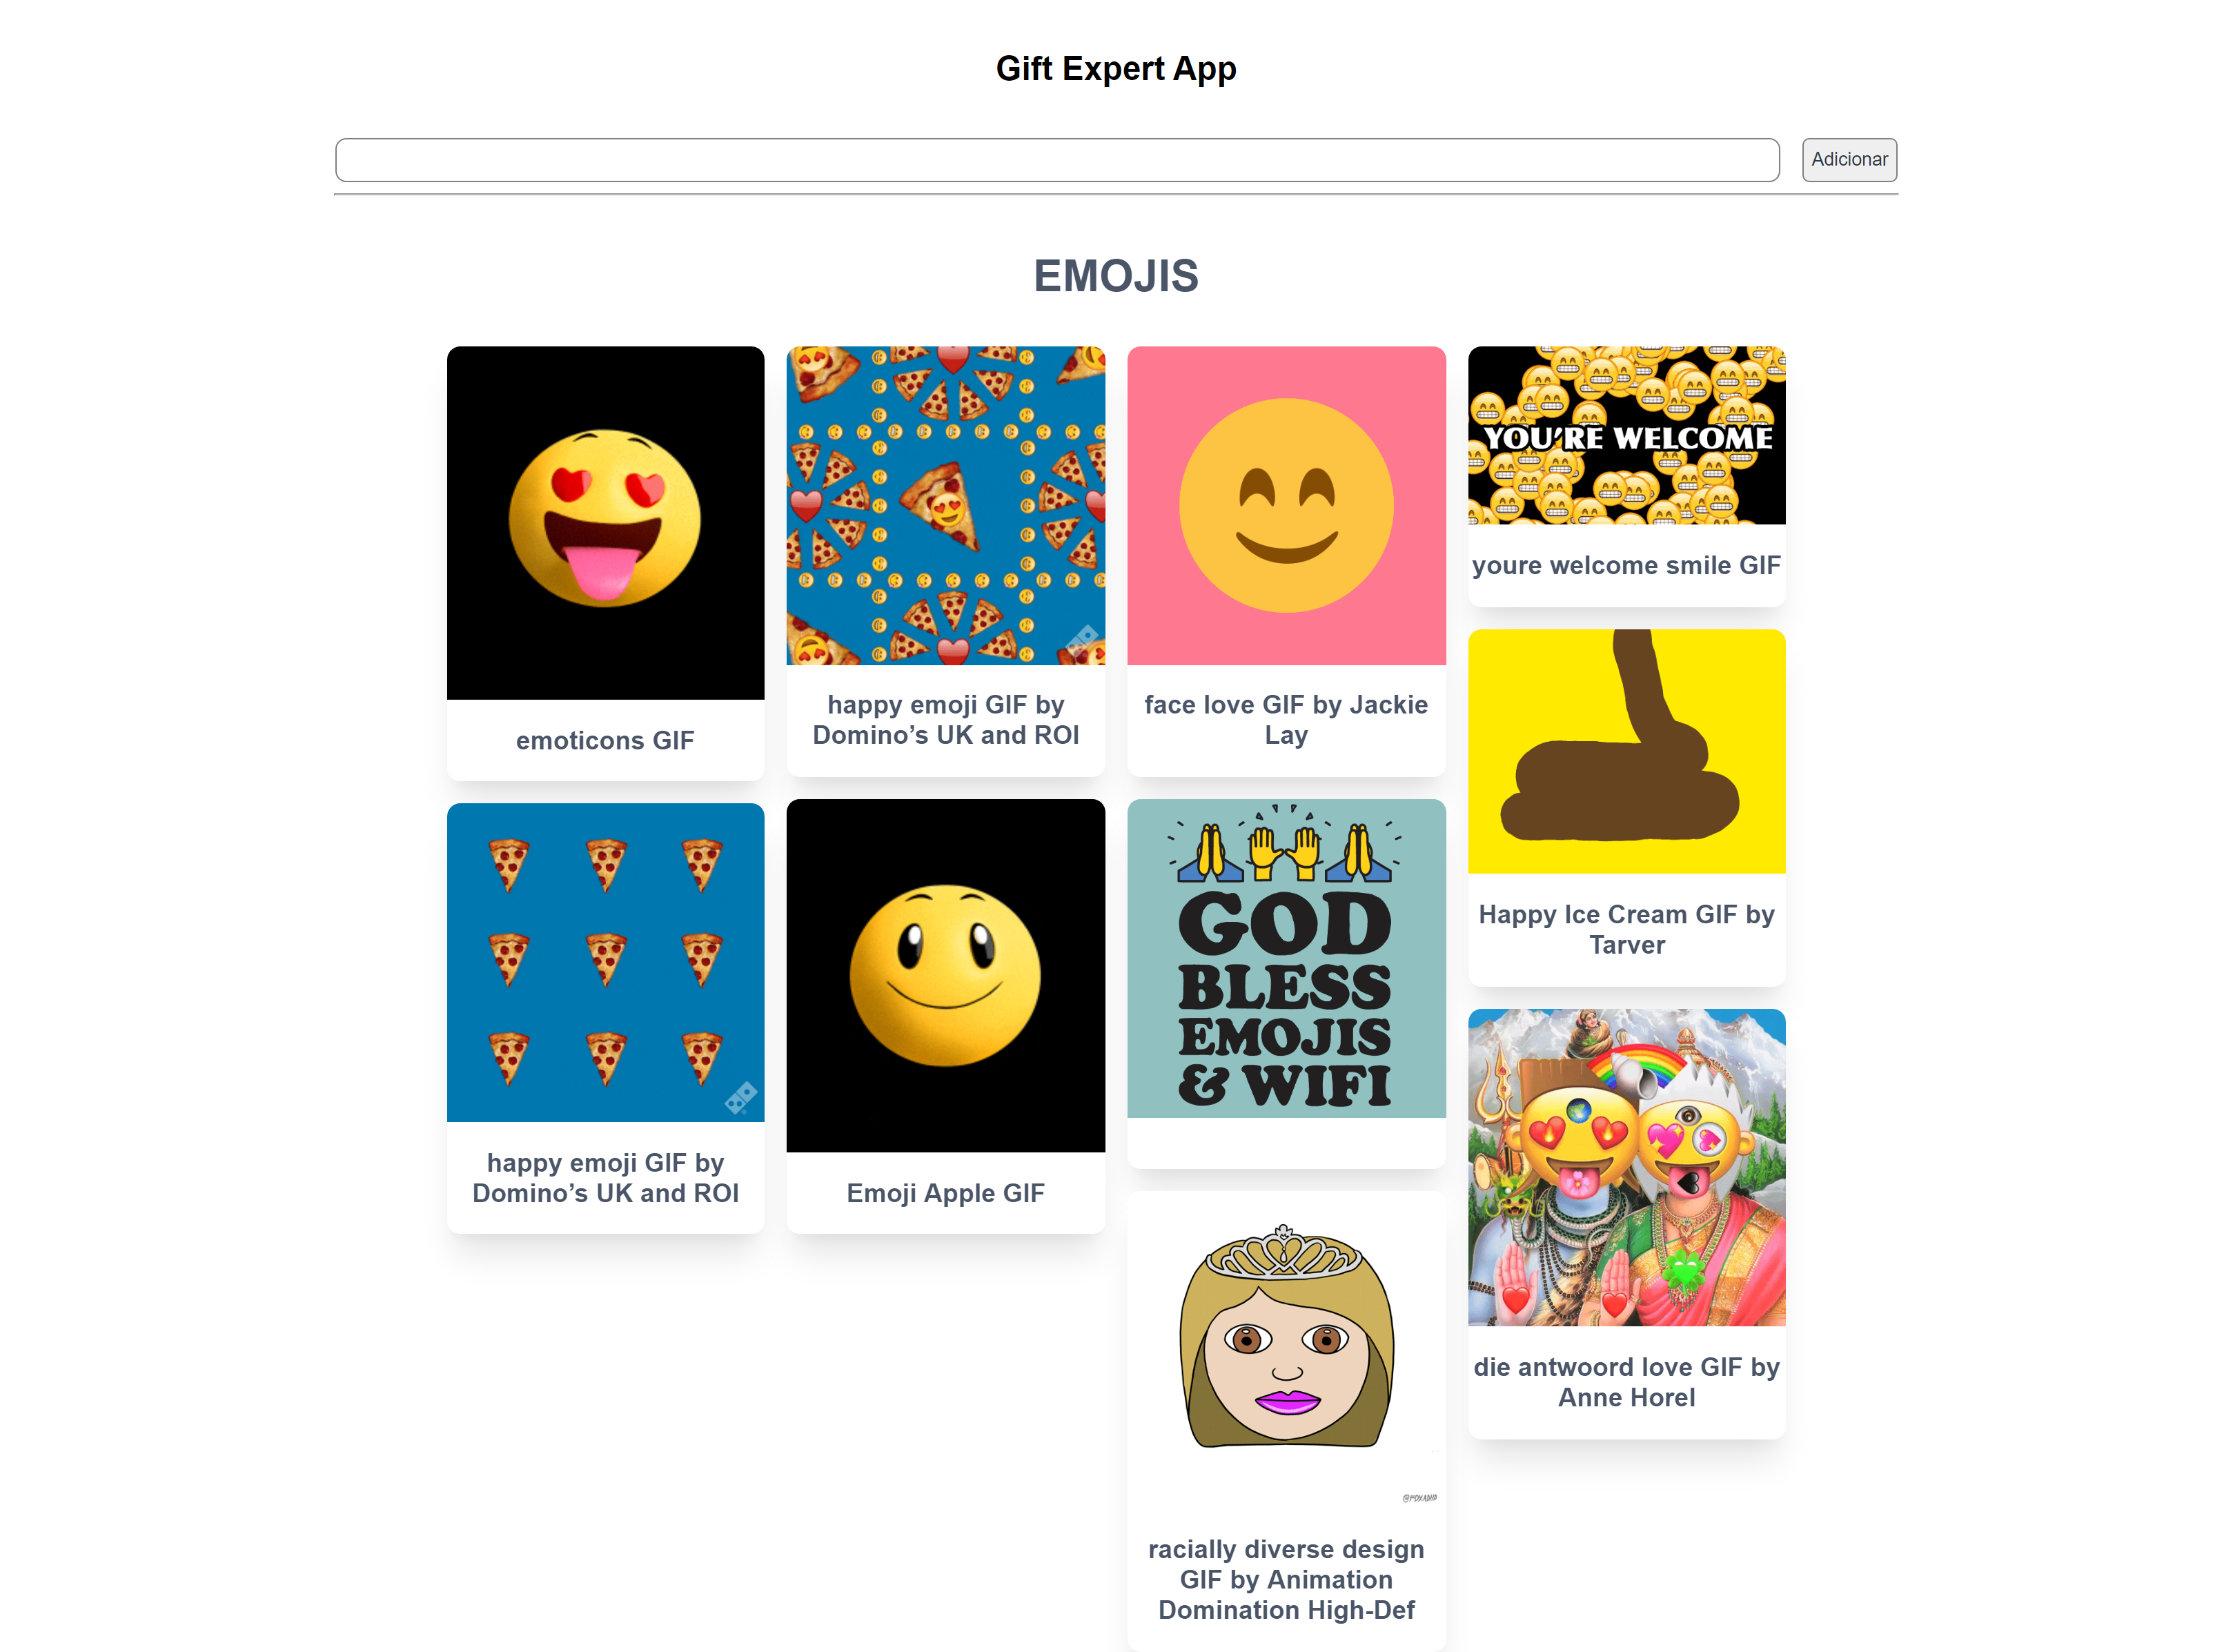 Gift Expert App
Adicionar
EMOJIS
emoticons GIF
happy emoji GIF by
Domino’s UK and ROI
happy emoji GIF by
Domino’s UK and ROI
Emoji Apple GIF
face love GIF by Jackie
Lay
GOD
BLESS
EMOJIS
& WIFI
@FOXADHD
racially diverse design
GIF by Animation
Domination High-Def
YOU'RE WELCOME
youre welcome smile GIF
Happy Ice Cream GIF by
Tarver
die antwoord love GIF by
Anne Horel